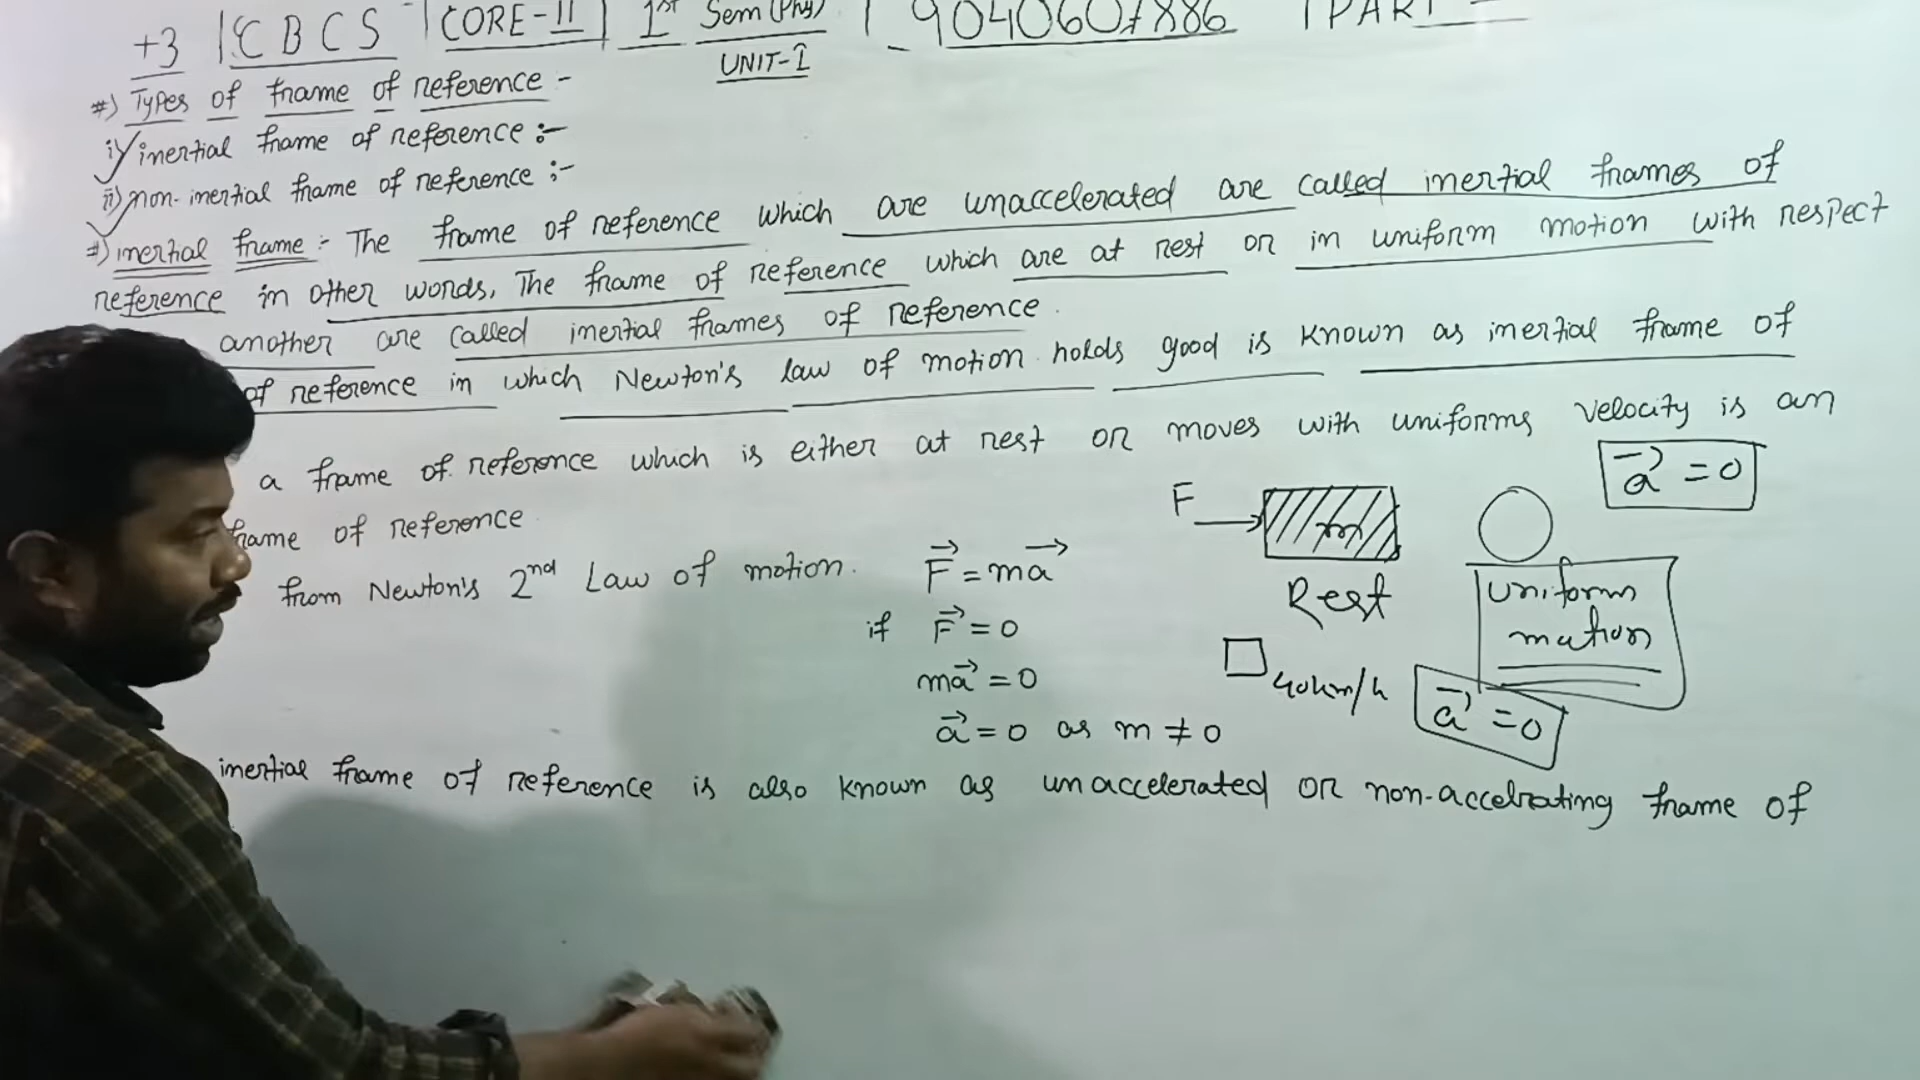 +3 | CBCS | CORE-II | 1st Sem (Phy) | 9040607886 | PART
UNIT-I
#) Types of frame of reference :-
i) inertial frame of reference :-
ii) non-inertial frame of reference :-
#) inertial frame :- The frame of reference which are unaccelerated are called inertial frames of
reference in other words, The frame of reference which are at rest or in uniform motion with respect
another are called inertial frames of reference.
of reference in which Newton's law of motion holds good is known as inertial frame of
a frame of reference which is either at rest or moves with uniforms velocity is an
frame of reference
a⃗ = 0
F
m
Rest
uniform
motion
from Newton's 2nd Law of motion. F⃗ = ma⃗
if F⃗ = 0
ma⃗ = 0
40km/h
a⃗ = 0
a⃗ = 0 as m ≠ 0
inertial frame of reference is also known as unaccelerated or non-accelrating frame of